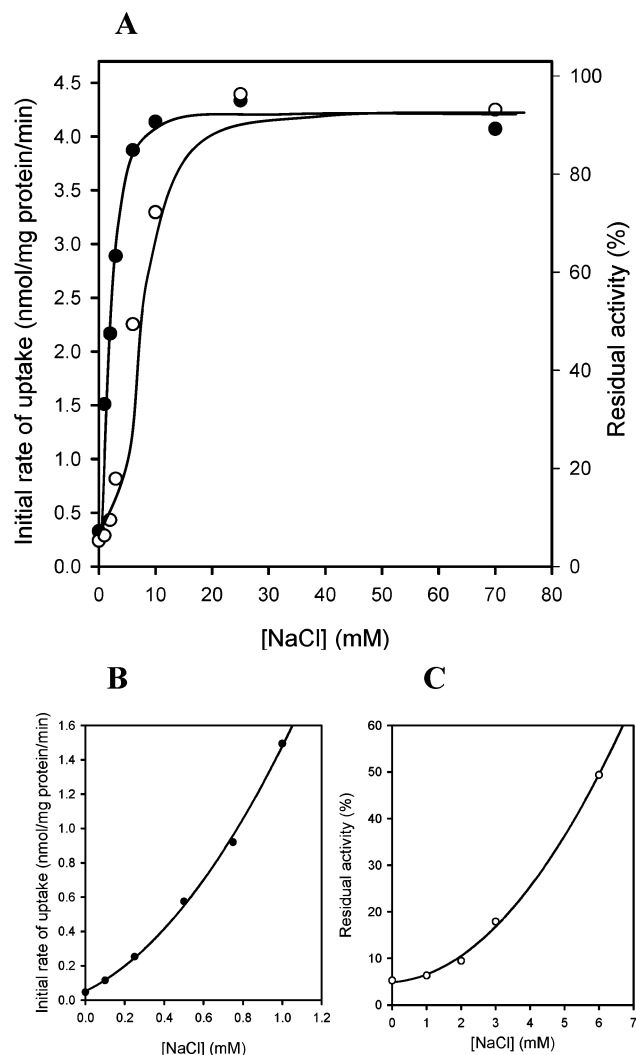 A
Initial rate of uptake (nmol/mg protein/min)
4.5
4.0
3.5
3.0
2.5
2.0
1.5
1.0
0.5
0.0
100
80
60
40
20
0
Residual activity (%)
0 10 20 30 40 50 60 70 80
[NaCl] (mM)
B
Initial rate of uptake (nmol/mg protein/min)
1.6
1.4
1.2
1.0
0.8
0.6
0.4
0.2
0.0
0.0 0.2 0.4 0.6 0.8 1.0 1.2
[NaCl] (mM)
C
Residual activity (%)
60
50
40
30
20
10
0
0 1 2 3 4 5 6 7
[NaCl] (mM)